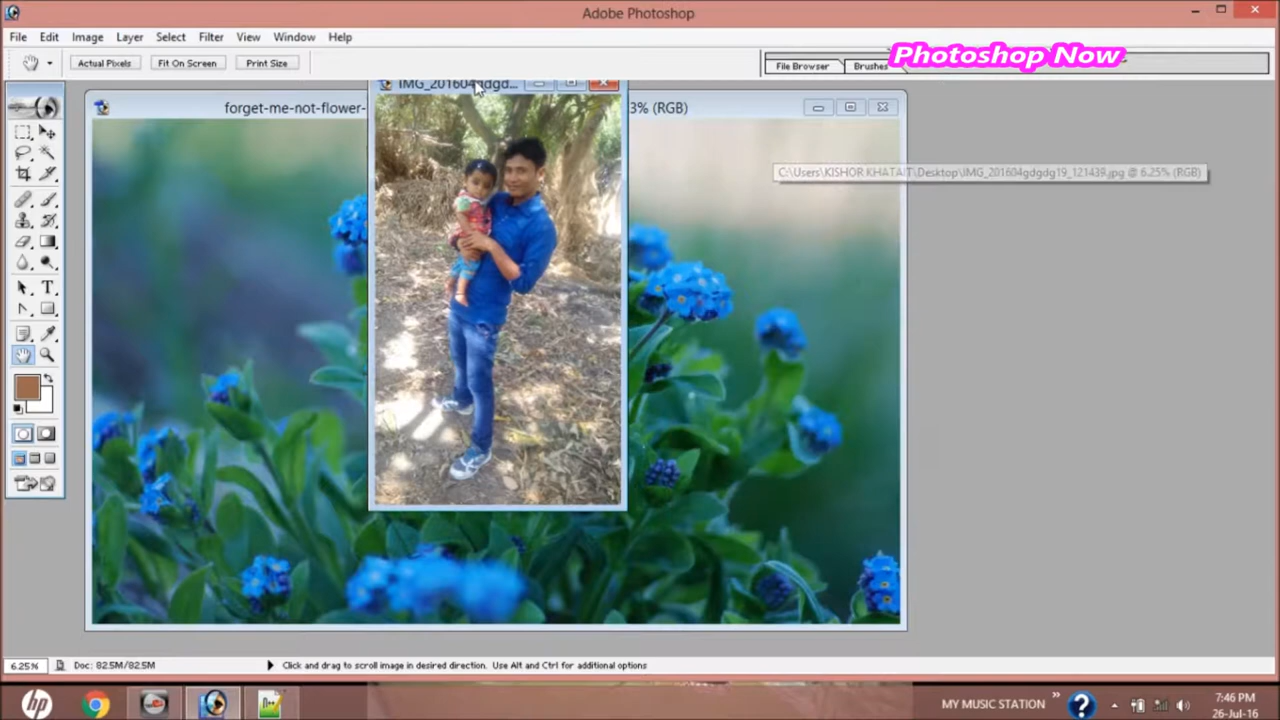 Adobe Photoshop
File Edit Image Layer Select Filter View Window Help
Photoshop Now
Actual Pixels Fit On Screen Print Size
File Browser Brushes
IMG_201604gdgd...
forget-me-not-flower- 3% (RGB)
C:\Users\KISHOR KHATAIT\Desktop\IMG_201604gdgdg19_121439.jpg @ 6.25% (RGB)
T
6.25% Doc: 82.5M/82.5M Click and drag to scroll image in desired direction. Use Alt and Ctrl for additional options
hp
MY MUSIC STATION » ?
7:46 PM
26-Jul-16